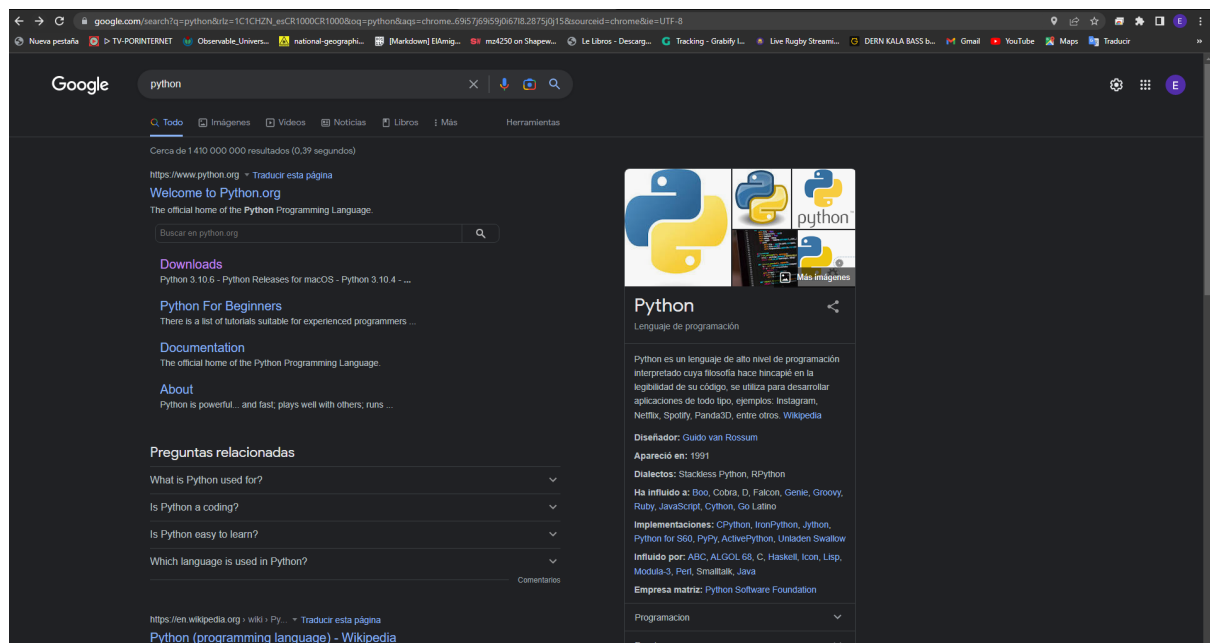 google.com/search?q=python&rlz=1C1CHZN_esCR1000CR1000&oq=python&aqs=chrome..69i57j69i59j0i67l8.2875j0j15&sourceid=chrome&ie=UTF-8
E
Nueva pestaña
TV-PORINTERNET
Observable_Univers...
national-geographi...
[Markdown] ElAmig...
mz4250 on Shapew...
Le Libros - Descarg...
Tracking - Grabify I...
Live Rugby Streami...
DERN KALA BASS b...
Gmail
YouTube
Maps
Traducir
»
Google
python
E
Todo
Imágenes
Videos
Noticias
Libros
Más
Herramientas
Cerca de 1 410 000 000 resultados (0,39 segundos)
https://www.python.org
Traducir esta página
Welcome to Python.org
The official home of the Python Programming Language.
Buscar en python.org
Downloads
Python 3.10.6 - Python Releases for macOS - Python 3.10.4 - ...
Python For Beginners
There is a list of tutorials suitable for experienced programmers ...
Documentation
The official home of the Python Programming Language.
About
Python is powerful... and fast; plays well with others; runs ...
Preguntas relacionadas
What is Python used for?
Is Python a coding?
Is Python easy to learn?
Which language is used in Python?
Comentarios
https://en.wikipedia.org › wiki › Py...
Traducir esta página
Python (programming language) - Wikipedia
python
Más imágenes
Python
Lenguaje de programación
Python es un lenguaje de alto nivel de programación
interpretado cuya filosofía hace hincapié en la
legibilidad de su código, se utiliza para desarrollar
aplicaciones de todo tipo, ejemplos: Instagram,
Netflix, Spotify, Panda3D, entre otros. Wikipedia
Diseñador: Guido van Rossum
Apareció en: 1991
Dialectos: Stackless Python, RPython
Ha influido a: Boo, Cobra, D, Falcon, Genie, Groovy,
Ruby, JavaScript, Cython, Go Latino
Implementaciones: CPython, IronPython, Jython,
Python for S60, PyPy, ActivePython, Unladen Swallow
Influido por: ABC, ALGOL 68, C, Haskell, Icon, Lisp,
Modula-3, Perl, Smalltalk, Java
Empresa matriz: Python Software Foundation
Programacion